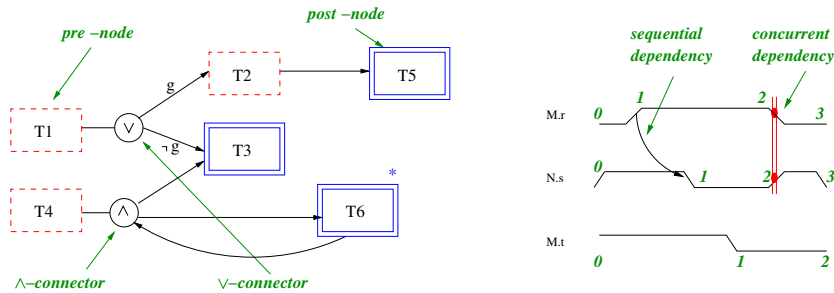 pre –node
post –node
T1
g
T2
T5
∨
¬ g
T3
*
T4
∧
T6
∧–connector
∨–connector
sequential
dependency
concurrent
dependency
M.r
0
1
2
3
N.s
0
1
2
3
M.t
0
1
2